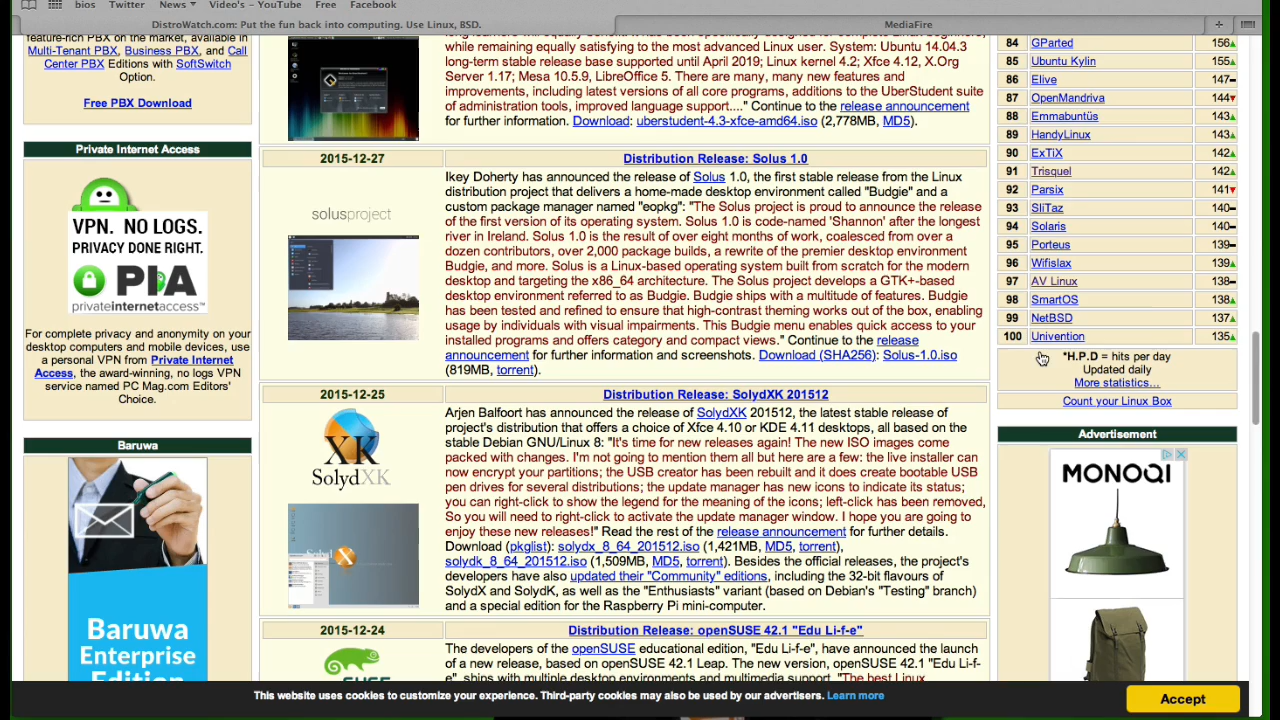 bios Twitter News Video's – YouTube Free Facebook
DistroWatch.com: Put the fun back into computing. Use Linux, BSD.
MediaFire
feature-rich PBX that is available in
Multi-Tenant PBX, Business PBX, and Call
Center PBX Editions with SoftSwitch
Option.
Free PBX Download
Private Internet Access
VPN. NO LOGS.
PRIVACY DONE RIGHT.
PIA
privateinternetaccess™
For complete privacy and anonymity on your
desktop computers and mobile devices, use
a personal VPN from Private Internet
Access, the award-winning, no logs VPN
service named PC Mag.com Editors'
Choice.
Baruwa
Baruwa
Enterprise
Edition
while remaining equally satisfying to the most advanced Linux user. System: Ubuntu 14.04.3
long-term stable release base supported until April 2019; Linux kernel 4.2; Xfce 4.12, X.Org
Server 1.17; Mesa 10.5.9, LibreOffice 5. There are many, many new features and
improvements, including latest versions of all core programs, additions to the UberStudent suite
of administration tools, improved language support...." Continue to the release announcement
for further information. Download: uberstudent-4.3-xfce-amd64.iso (2,778MB, MD5).
2015-12-27
Distribution Release: Solus 1.0
solusproject
Ikey Doherty has announced the release of Solus 1.0, the first stable release from the Linux
distribution project that delivers a home-made desktop environment called "Budgie" and a
custom package manager named "eopkg": "The Solus project is proud to announce the release
of the first version of its operating system. Solus 1.0 is code-named 'Shannon' after the longest
river in Ireland. Solus 1.0 is the result of over eight months of work, coalesced from over a
dozen contributors, over 2,000 package builds, a rewrite of the premier desktop environment
Budgie, and more. Solus is a Linux-based operating system built from scratch for the modern
desktop and targeting the x86_64 architecture. The Solus project develops a GTK+-based
desktop environment referred to as Budgie. Budgie ships with a multitude of features. Budgie
has been tested and refined to ensure that high-contrast theming works out of the box, enabling
usage by individuals with visual impairments. This Budgie menu enables quick access to your
installed programs and offers category and compact views." Continue to the release
announcement for further information and screenshots. Download (SHA256): Solus-1.0.iso
(819MB, torrent).
2015-12-25
Distribution Release: SolydXK 201512
XK
SolydXK
Arjen Balfoort has announced the release of SolydXK 201512, the latest stable release of
project's distribution that offers a choice of Xfce 4.10 or KDE 4.11 desktops, all based on the
stable Debian GNU/Linux 8: "It's time for new releases again! The new ISO images come
packed with changes. I'm not going to mention them all but here are a few: the live installer can
now encrypt your partitions; the USB creator has been rebuilt and it does create bootable USB
pen drives for several distributions; the update manager has new icons to indicate its status;
you can right-click to show the legend for the meaning of the icons; left-click has been removed,
So you will need to right-click to activate the update manager window. I hope you are going to
enjoy these new releases!" Read the rest of the release announcement for further details.
Download (pkglist): solydx_8_64_201512.iso (1,421MB, MD5, torrent),
solydk_8_64_201512.iso (1,509MB, MD5, torrent). Besides the official releases, the project's
developers have also updated their "Community" editions, including the 32-bit flavours of
SolydX and SolydK, as well as the "Enthusiasts" variant (based on Debian's "Testing" branch)
and a special edition for the Raspberry Pi mini-computer.
2015-12-24
Distribution Release: openSUSE 42.1 "Edu Li-f-e"
The developers of the openSUSE educational edition, "Edu Li-f-e", have announced the launch
of a new release, based on openSUSE 42.1 Leap. The new version, openSUSE 42.1 "Edu Li-f-
84 GParted 156
85 Ubuntu Kylin 155
86 Elive 147
87 OpenMandriva 144
88 Emmabuntüs 143
89 HandyLinux 143
90 ExTiX 142
91 Trisquel 142
92 Parsix 141
93 SliTaz 140
94 Solaris 140
95 Porteus 139
96 Wifislax 139
97 AV Linux 138
98 SmartOS 138
99 NetBSD 137
100 Univention 135
*H.P.D = hits per day
Updated daily
More statistics...
Count your Linux Box
Advertisement
MONOQI
This website uses cookies to customize your experience. Third-party cookies may also be used by our advertisers. Learn more
Accept